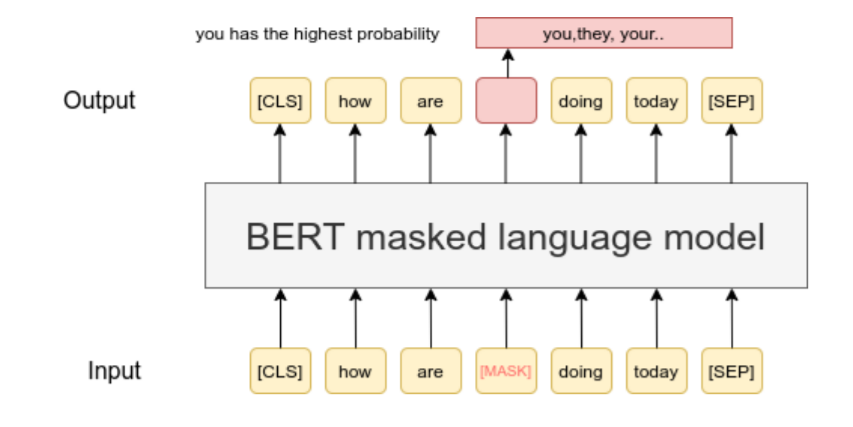 you has the highest probability you,they, your..
Output [CLS] how are doing today [SEP]
BERT masked language model
Input [CLS] how are [MASK] doing today [SEP]